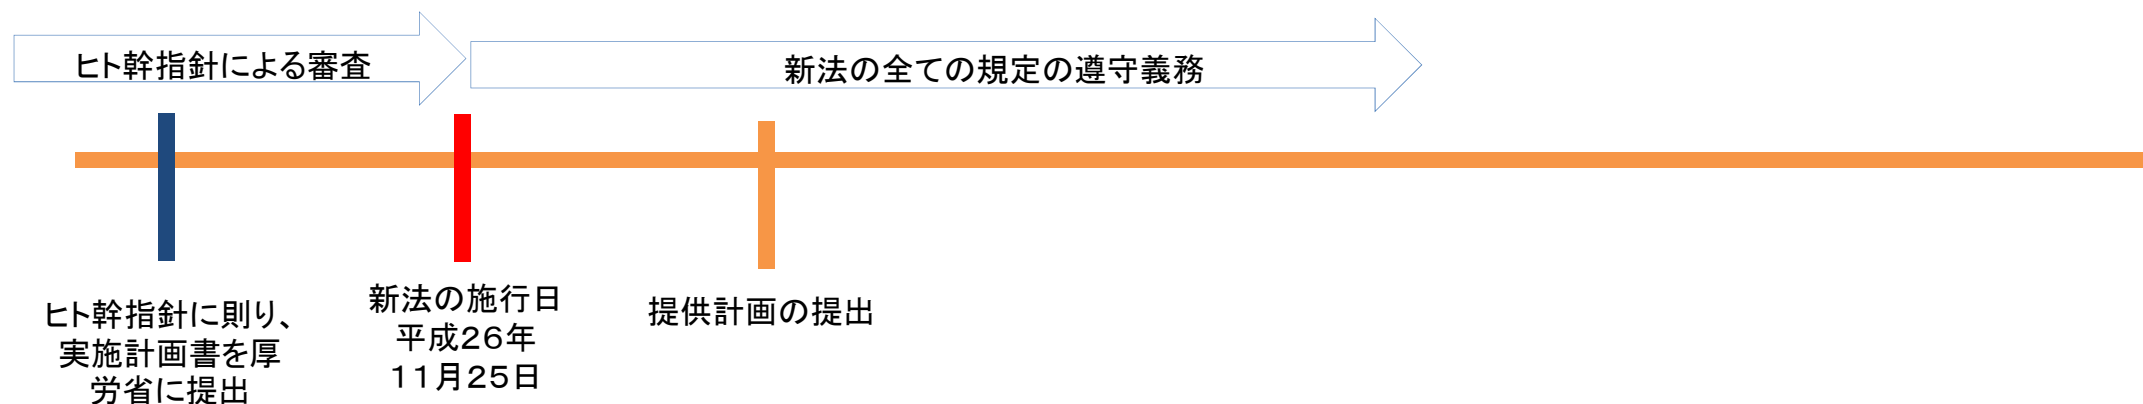 ヒト幹指針による審査
新法の全ての規定の遵守義務
ヒト幹指針に則り、
実施計画書を厚
労省に提出
新法の施行日
平成26年
11月25日
提供計画の提出